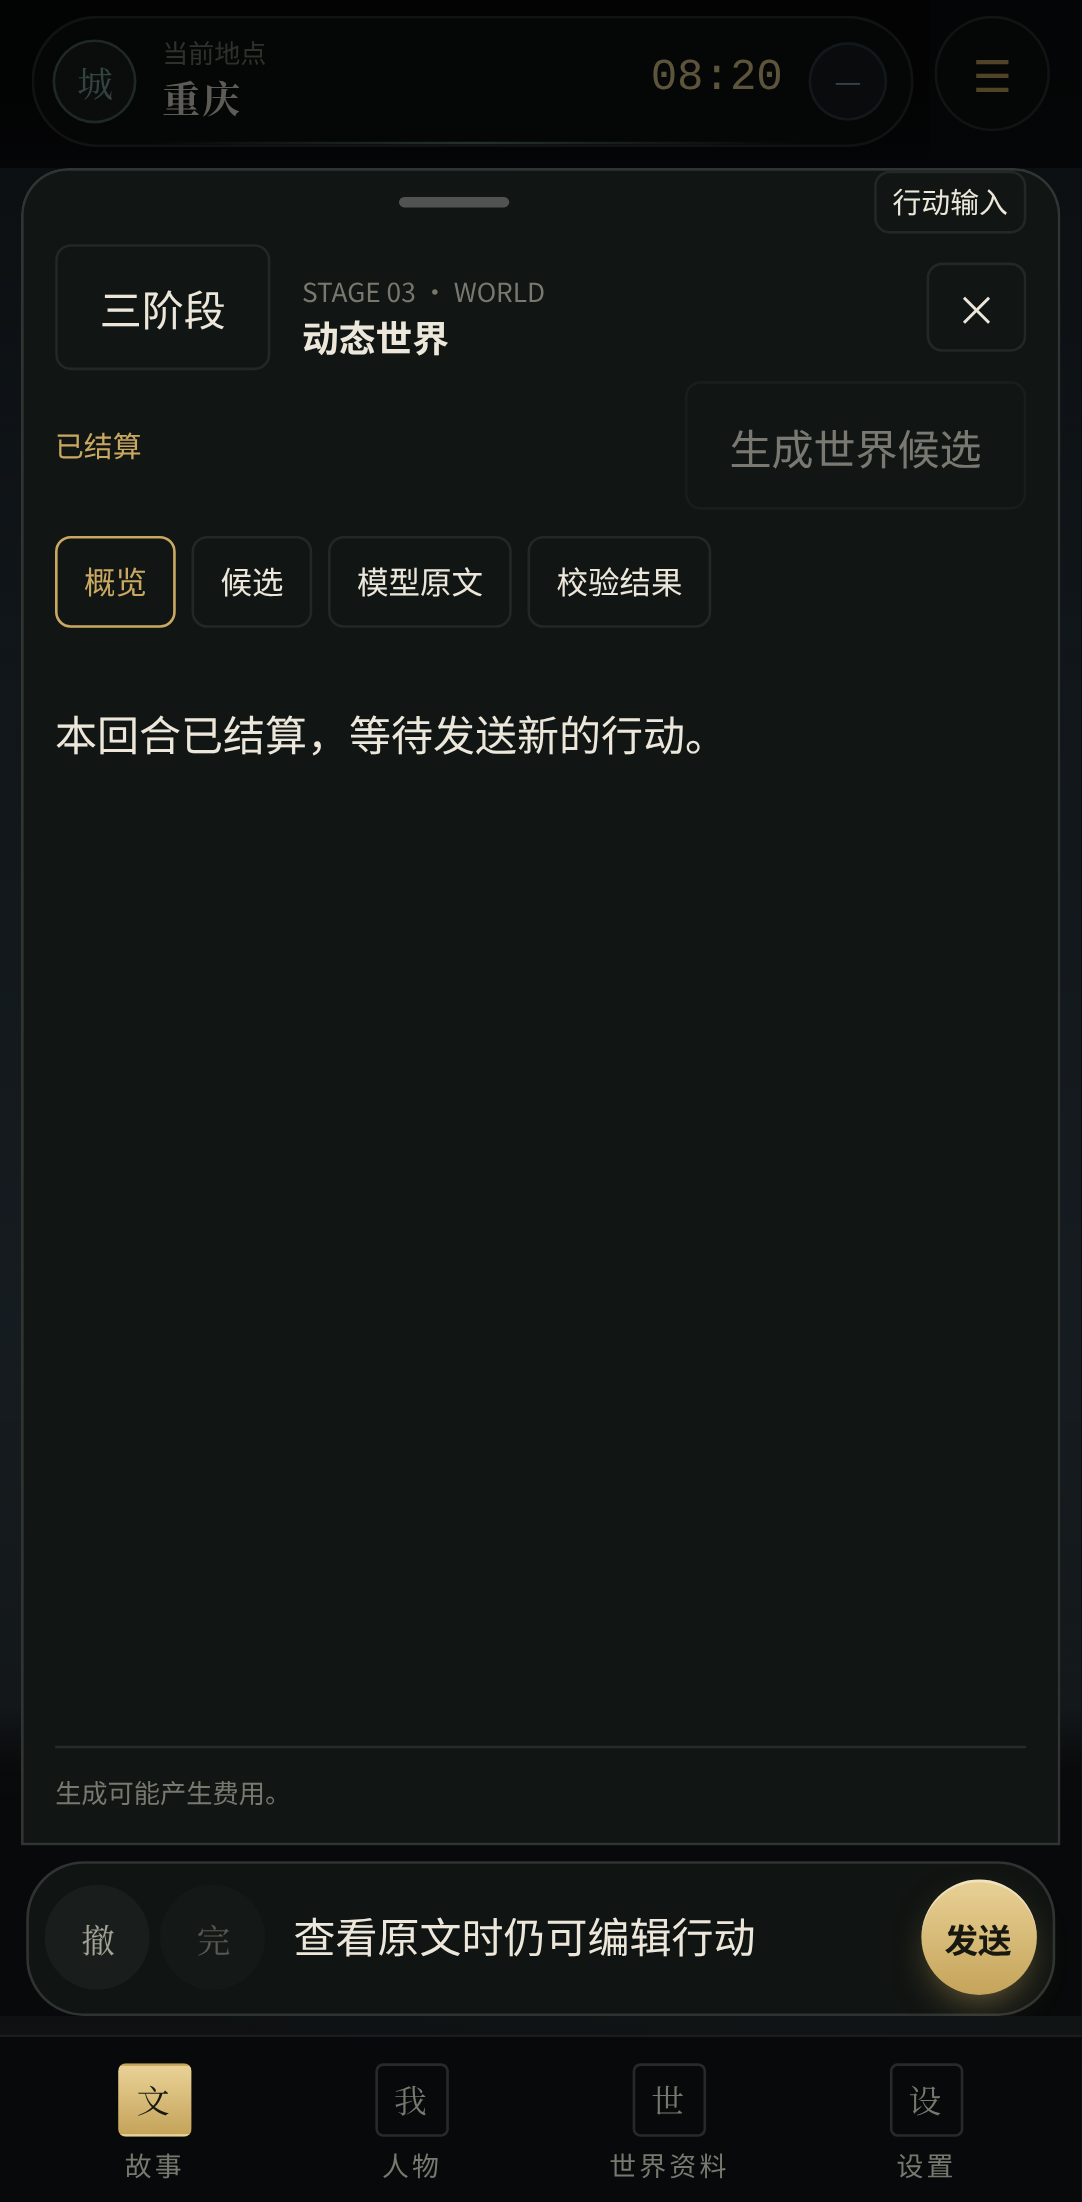 城
当前地点
重庆
08:20
行动输入
三阶段
STAGE 03 · WORLD
动态世界
已结算
生成世界候选
概览
候选
模型原文
校验结果
本回合已结算，等待发送新的行动。
生成可能产生费用。
撤
完
查看原文时仍可编辑行动
发送
文
我
世
设
故事
人物
世界资料
设置